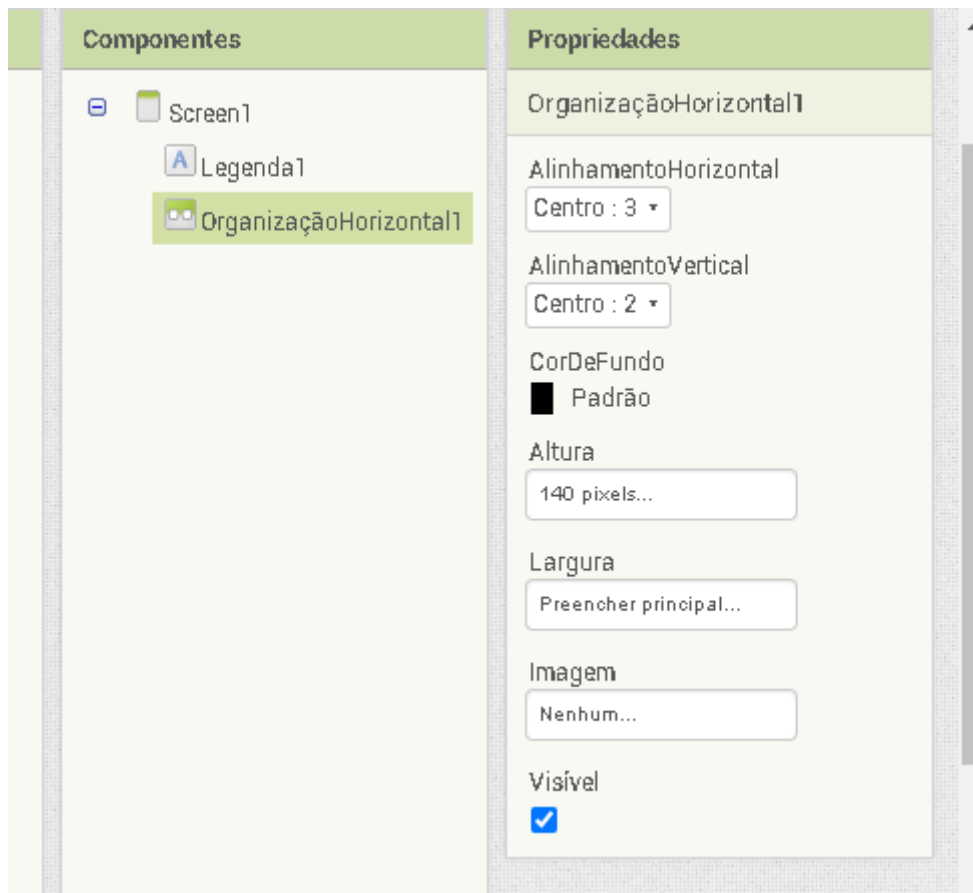 Componentes
Screen1
Legenda1
OrganizaçãoHorizontal1
Propriedades
OrganizaçãoHorizontal1
AlinhamentoHorizontal
Centro : 3
AlinhamentoVertical
Centro : 2
CorDeFundo
Padrão
Altura
140 pixels...
Largura
Preencher principal...
Imagem
Nenhum...
Visível